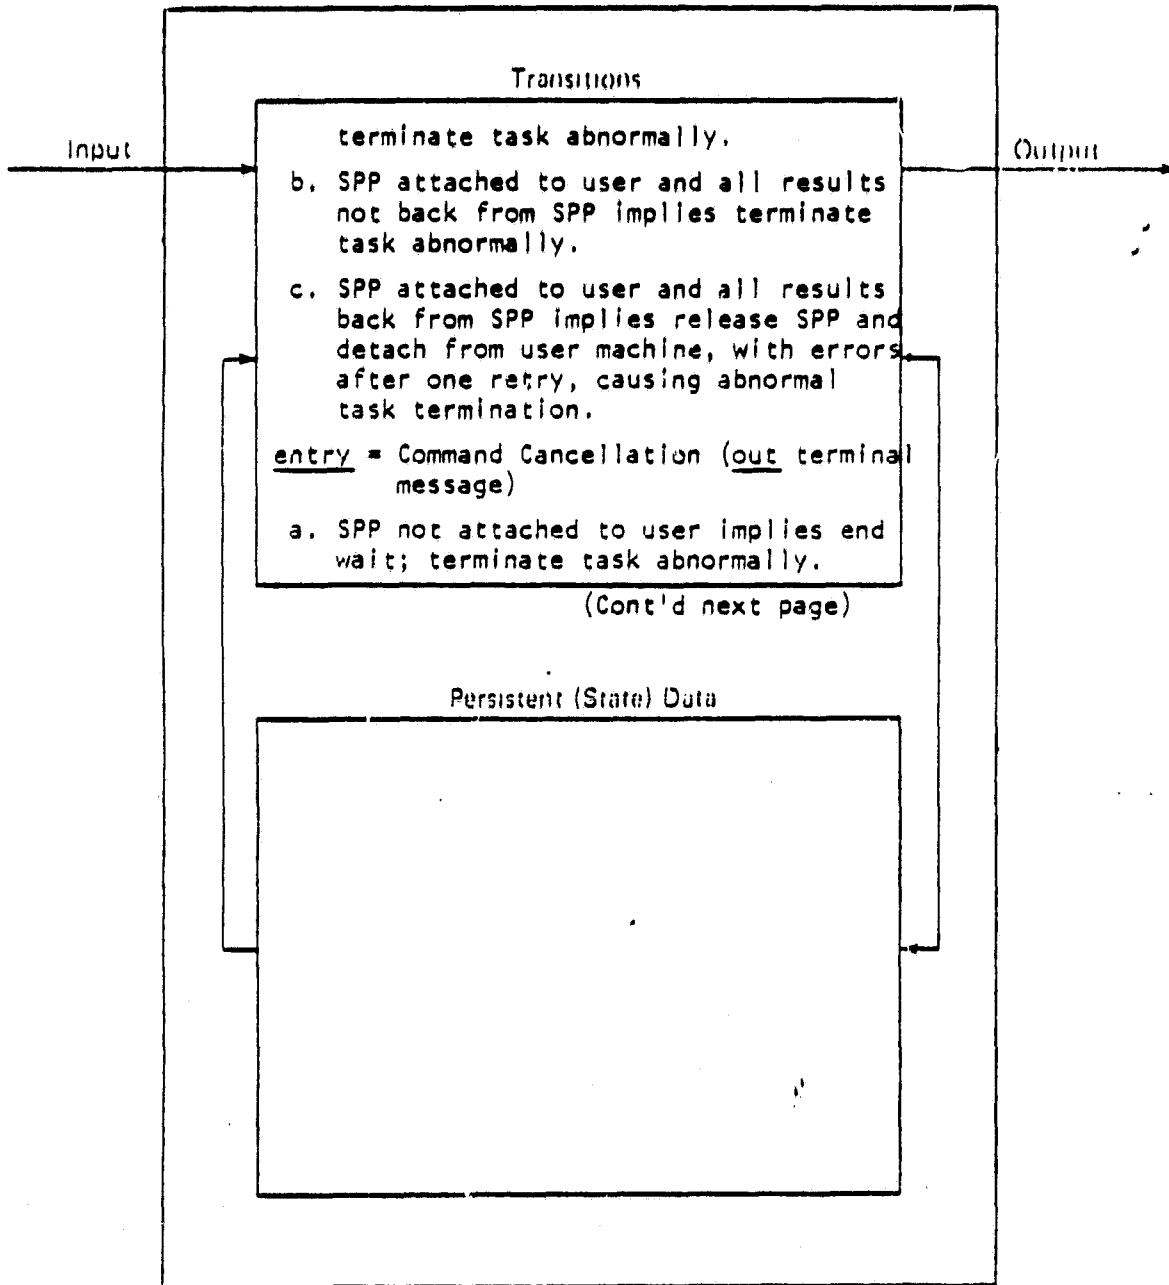 Transitions
Input
Output
terminate task abnormally.
b. SPP attached to user and all results
not back from SPP implies terminate
task abnormally.
c. SPP attached to user and all results
back from SPP implies release SPP and
detach from user machine, with errors
after one retry, causing abnormal
task termination.
entry = Command Cancellation (out terminal
message)
a. SPP not attached to user implies end
wait; terminate task abnormally.
(Cont'd next page)
Persistent (State) Data